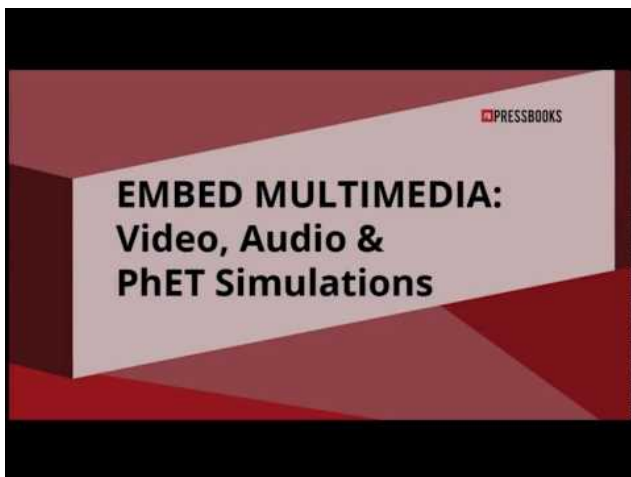 PRESSBOOKS
EMBED MULTIMEDIA:
Video, Audio &
PhET Simulations